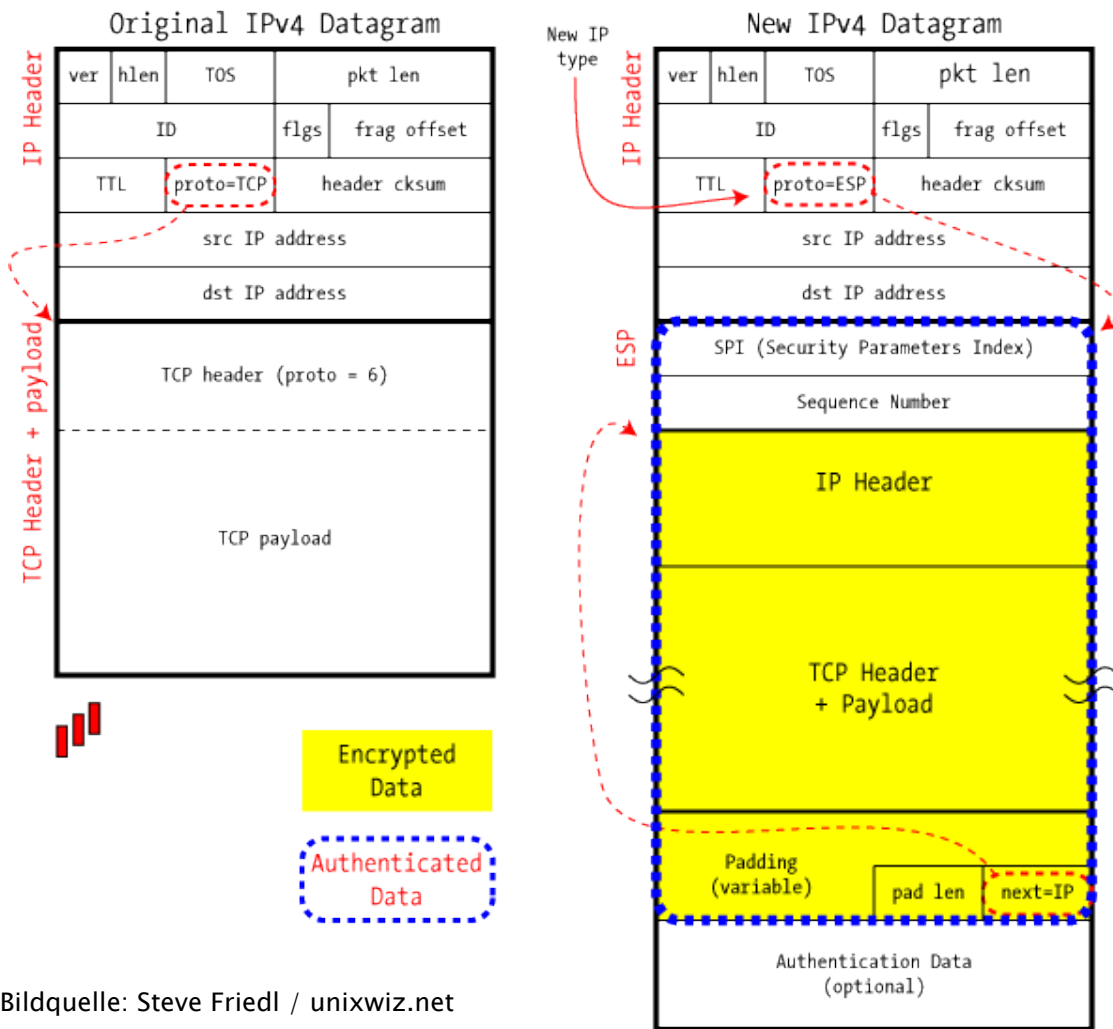 Original IPv4 Datagram
IP Header
ver hlen TOS pkt len
ID flgs frag offset
TTL proto=TCP header cksum
src IP address
dst IP address
TCP Header + payload
TCP header (proto = 6)
TCP payload
Encrypted
Data
Authenticated
Data
New IPv4 Datagram
New IP
type
IP Header
ver hlen TOS pkt len
ID flgs frag offset
TTL proto=ESP header cksum
src IP address
dst IP address
ESP
SPI (Security Parameters Index)
Sequence Number
IP Header
TCP Header
+ Payload
Padding
(variable)
pad len next=IP
Authentication Data
(optional)
Bildquelle: Steve Friedl / unixwiz.net